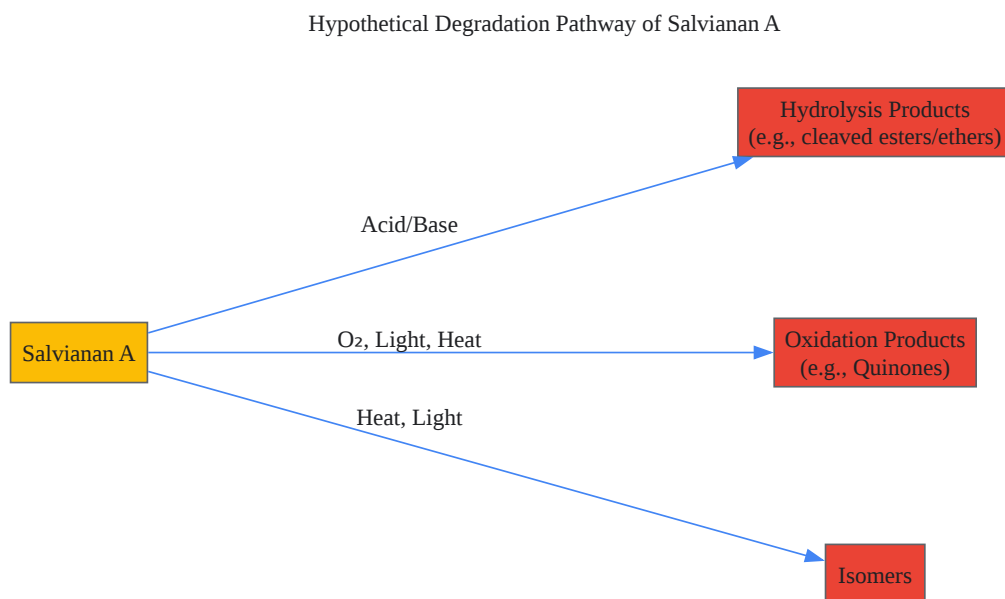 Hypothetical Degradation Pathway of Salvianan A
Hydrolysis Products
(e.g., cleaved esters/ethers)
Acid/Base
Salvianan A
O₂, Light, Heat
Oxidation Products
(e.g., Quinones)
Heat, Light
Isomers